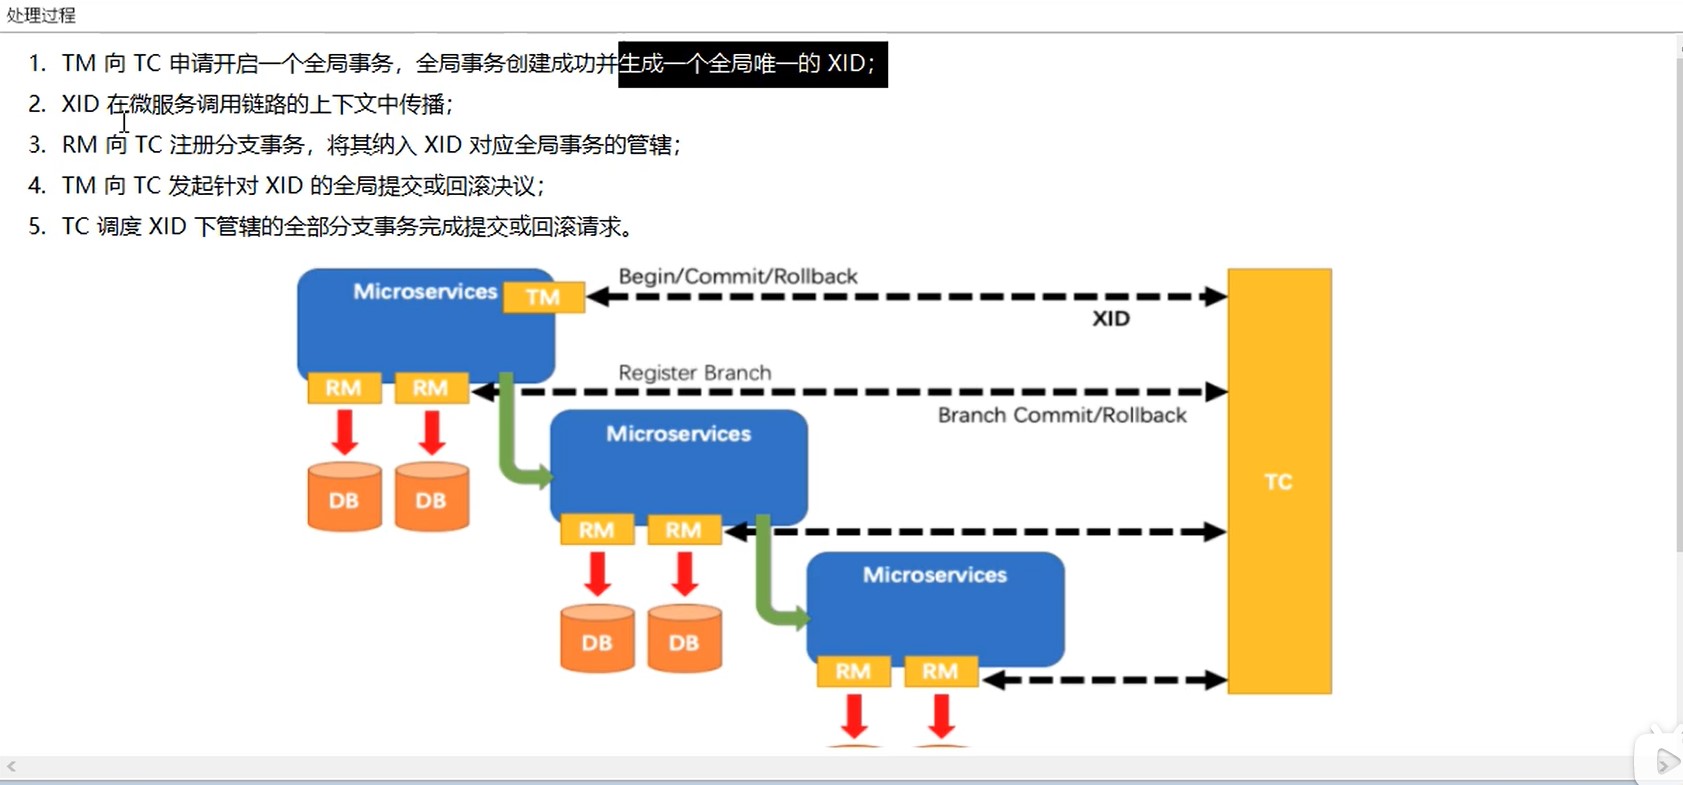 处理过程
1. TM 向 TC 申请开启一个全局事务，全局事务创建成功并生成一个全局唯一的 XID；
2. XID 在微服务调用链路的上下文中传播；
3. RM 向 TC 注册分支事务，将其纳入 XID 对应全局事务的管辖；
4. TM 向 TC 发起针对 XID 的全局提交或回滚决议；
5. TC 调度 XID 下管辖的全部分支事务完成提交或回滚请求。
Begin/Commit/Rollback
Microservices
TM
XID
Register Branch
RM
RM
Branch Commit/Rollback
Microservices
TC
DB
DB
RM
RM
Microservices
DB
DB
RM
RM